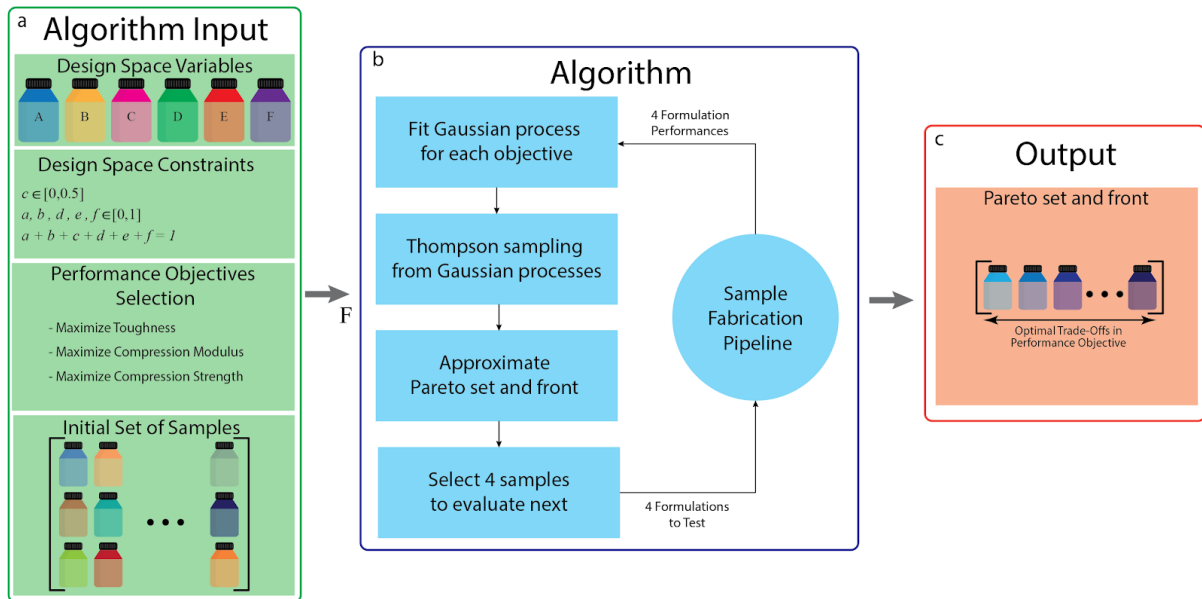 a
Algorithm Input
Design Space Variables
A B C D E F
Design Space Constraints
c ∈ [0,0.5]
a, b , d , e , f ∈ [0,1]
a + b + c + d + e + f = 1
Performance Objectives
Selection
- Maximize Toughness
- Maximize Compression Modulus
- Maximize Compression Strength
Initial Set of Samples
F
b
Algorithm
Fit Gaussian process
for each objective
Thompson sampling
from Gaussian processes
Approximate
Pareto set and front
Select 4 samples
to evaluate next
4 Formulations
to Test
Sample
Fabrication
Pipeline
4 Formulation
Performances
c
Output
Pareto set and front
Optimal Trade-Offs in
Performance Objective